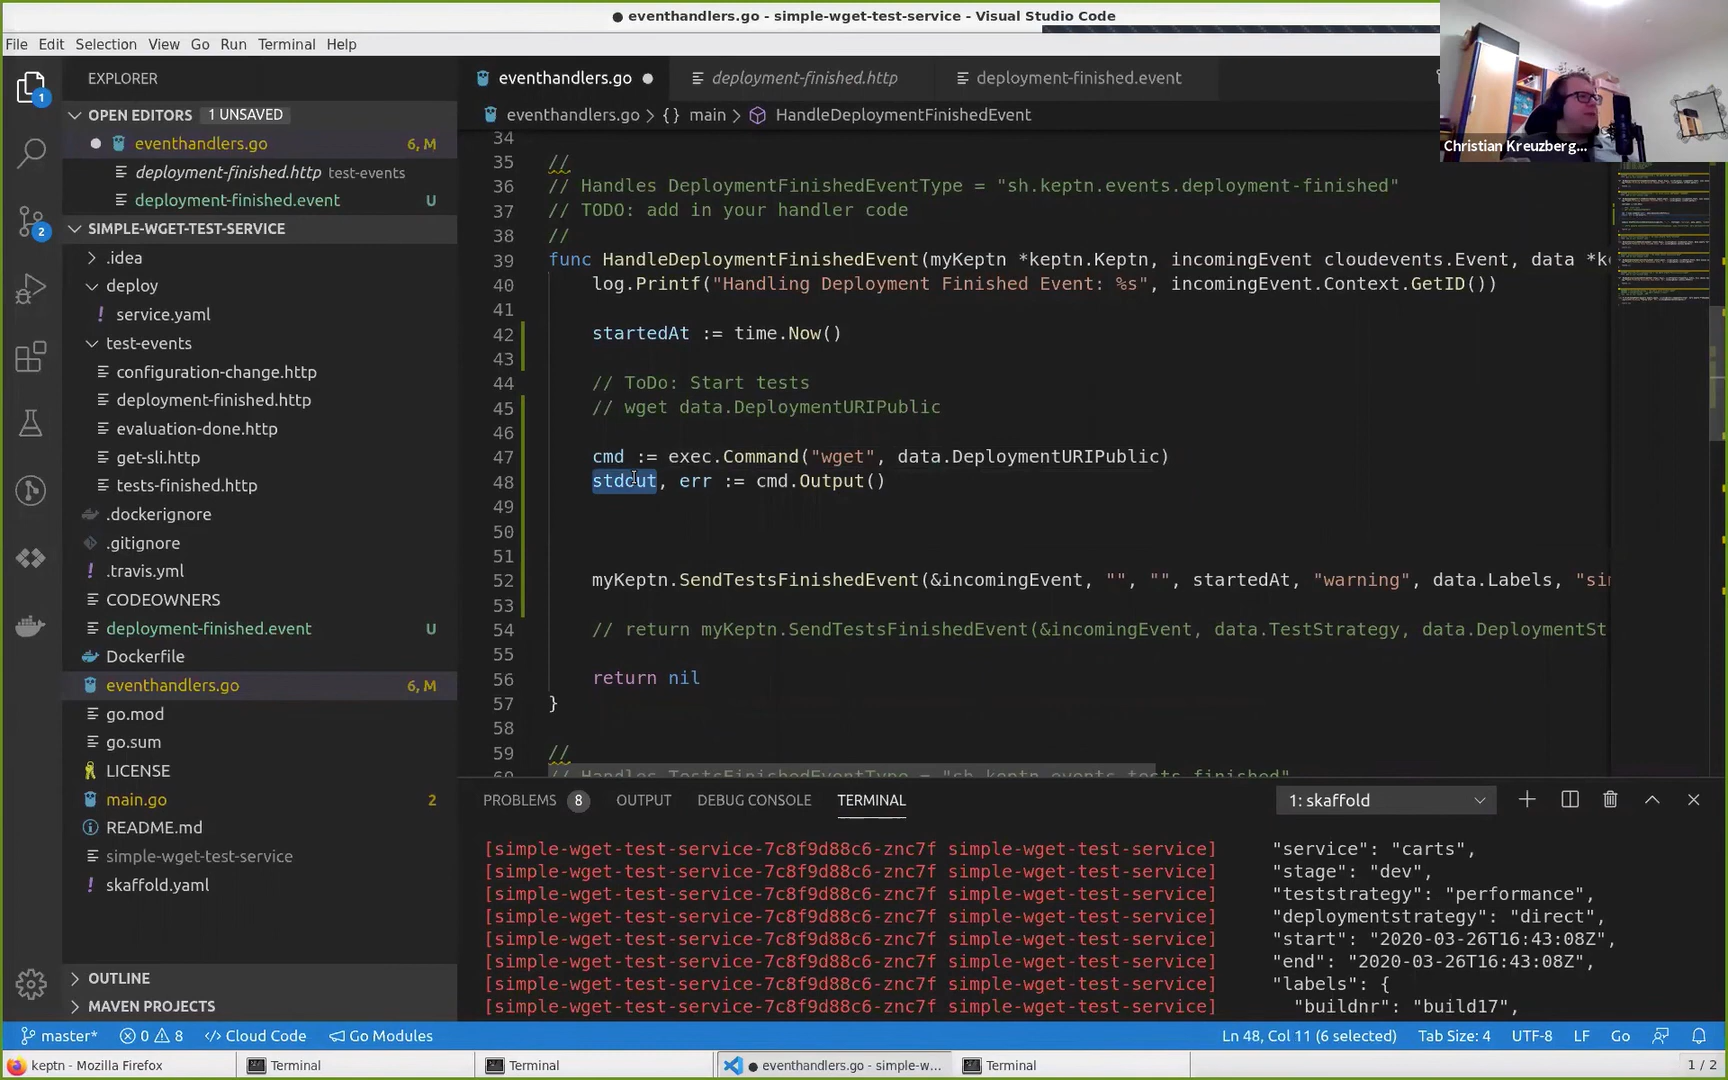 ● eventhandlers.go - simple-wget-test-service - Visual Studio Code
File Edit Selection View Go Run Terminal Help
Christian Kreuzberg...
EXPLORER
OPEN EDITORS 1 UNSAVED
● eventhandlers.go 6, M
deployment-finished.http test-events
deployment-finished.event U
SIMPLE-WGET-TEST-SERVICE
.idea
deploy
! service.yaml
test-events
configuration-change.http
deployment-finished.http
evaluation-done.http
get-sli.http
tests-finished.http
.dockerignore
.gitignore
! .travis.yml
CODEOWNERS
deployment-finished.event U
Dockerfile
eventhandlers.go 6, M
go.mod
go.sum
LICENSE
main.go 2
README.md
simple-wget-test-service
! skaffold.yaml
OUTLINE
MAVEN PROJECTS
1
2
eventhandlers.go ● deployment-finished.http deployment-finished.event
eventhandlers.go > {} main > HandleDeploymentFinishedEvent
34
35 //
36 // Handles DeploymentFinishedEventType = "sh.keptn.events.deployment-finished"
37 // TODO: add in your handler code
38 //
39 func HandleDeploymentFinishedEvent(myKeptn *keptn.Keptn, incomingEvent cloudevents.Event, data *k
40 log.Printf("Handling Deployment Finished Event: %s", incomingEvent.Context.GetID())
41
42 startedAt := time.Now()
43
44 // ToDo: Start tests
45 // wget data.DeploymentURIPublic
46
47 cmd := exec.Command("wget", data.DeploymentURIPublic)
48 stdout, err := cmd.Output()
49
50
51
52 myKeptn.SendTestsFinishedEvent(&incomingEvent, "", "", startedAt, "warning", data.Labels, "si
53
54 // return myKeptn.SendTestsFinishedEvent(&incomingEvent, data.TestStrategy, data.DeploymentSt
55
56 return nil
57 }
58
59 //
60 // Handles TestsFinishedEventType = "sh.keptn.events.tests-finished"
PROBLEMS 8 OUTPUT DEBUG CONSOLE TERMINAL 1: skaffold
[simple-wget-test-service-7c8f9d88c6-znc7f simple-wget-test-service] "service": "carts",
[simple-wget-test-service-7c8f9d88c6-znc7f simple-wget-test-service] "stage": "dev",
[simple-wget-test-service-7c8f9d88c6-znc7f simple-wget-test-service] "teststrategy": "performance",
[simple-wget-test-service-7c8f9d88c6-znc7f simple-wget-test-service] "deploymentstrategy": "direct",
[simple-wget-test-service-7c8f9d88c6-znc7f simple-wget-test-service] "start": "2020-03-26T16:43:08Z",
[simple-wget-test-service-7c8f9d88c6-znc7f simple-wget-test-service] "end": "2020-03-26T16:43:08Z",
[simple-wget-test-service-7c8f9d88c6-znc7f simple-wget-test-service] "labels": {
[simple-wget-test-service-7c8f9d88c6-znc7f simple-wget-test-service] "buildnr": "build17",
master* 0 8 Cloud Code Go Modules Ln 48, Col 11 (6 selected) Tab Size: 4 UTF-8 LF Go
keptn - Mozilla Firefox Terminal Terminal ● eventhandlers.go - simple-w... Terminal 1 / 2